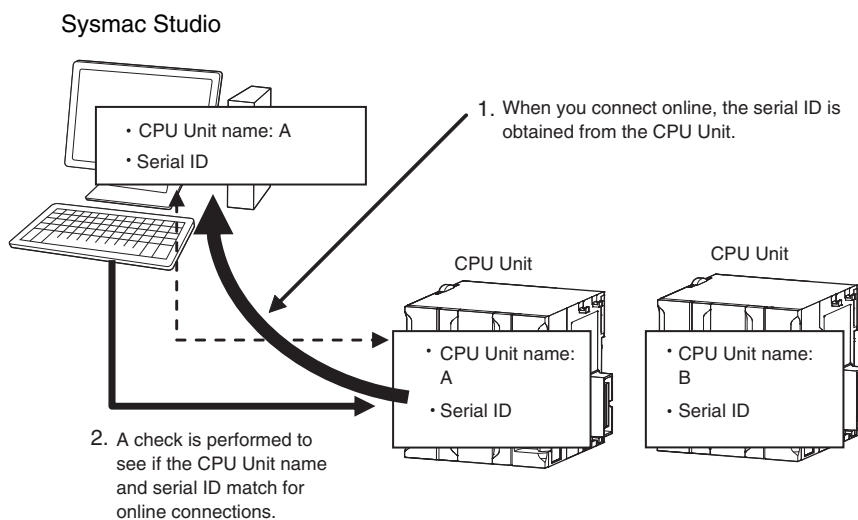 Sysmac Studio
• CPU Unit name: A
• Serial ID
1. When you connect online, the serial ID is
obtained from the CPU Unit.
CPU Unit
• CPU Unit name:
A
• Serial ID
CPU Unit
• CPU Unit name:
B
• Serial ID
2. A check is performed to
see if the CPU Unit name
and serial ID match for
online connections.